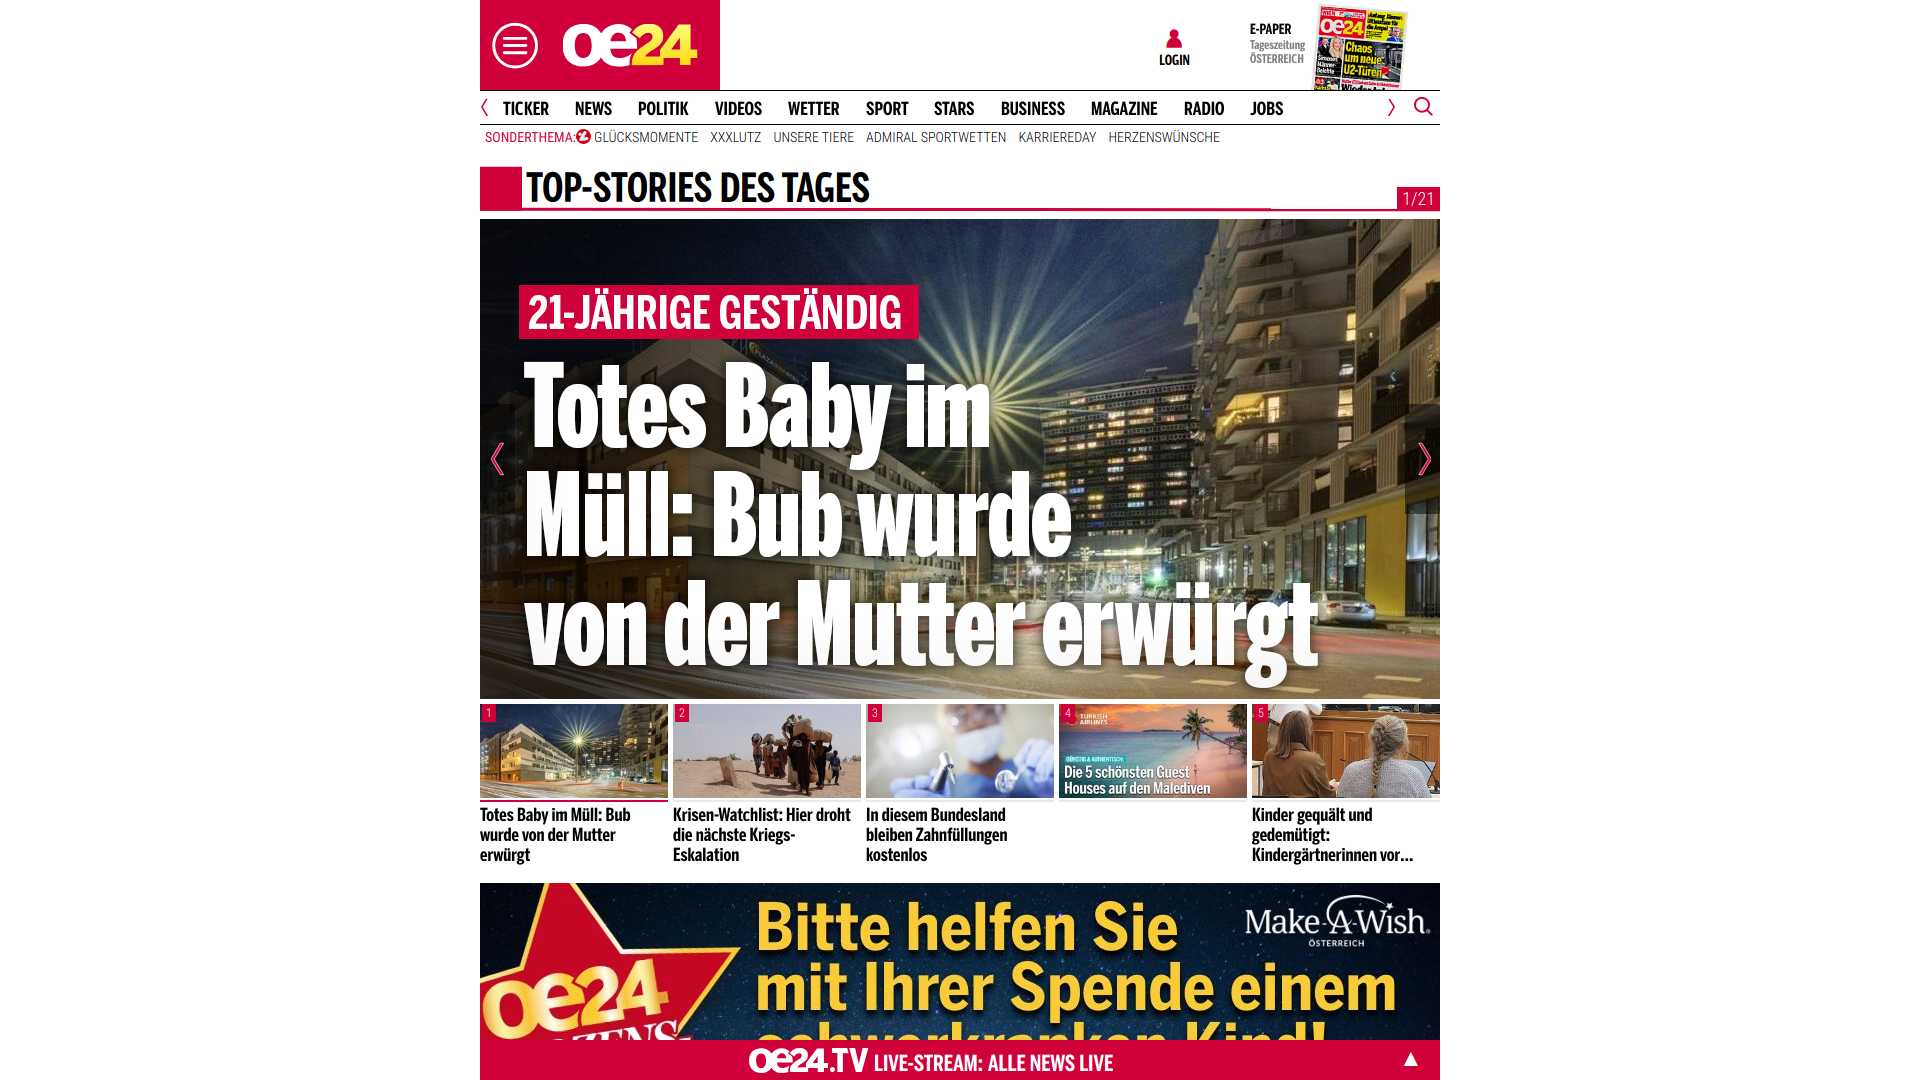 oe24
LOGIN
E-PAPER
Tageszeitung
ÖSTERREICH
oe24
Chaos
um neue
U2-Türen
TICKER NEWS POLITIK VIDEOS WETTER SPORT STARS BUSINESS MAGAZINE RADIO JOBS
SONDERTHEMA: GLÜCKSMOMENTE XXXLUTZ UNSERE TIERE ADMIRAL SPORTWETTEN KARRIEREDAY HERZENSWÜNSCHE
TOP-STORIES DES TAGES
1/21
21-JÄHRIGE GESTÄNDIG
Totes Baby im
Müll: Bub wurde
von der Mutter erwürgt
1
2
3
4
TURKISH
AIRLINES
GÜNSTIG & AUTHENTISCH:
Die 5 schönsten Guest
Houses auf den Malediven
5
Totes Baby im Müll: Bub
wurde von der Mutter
erwürgt
Krisen-Watchlist: Hier droht
die nächste Kriegs-
Eskalation
In diesem Bundesland
bleiben Zahnfüllungen
kostenlos
Kinder gequält und
gedemütigt:
Kindergärtnerinnen vor...
oe24
Bitte helfen Sie
mit Ihrer Spende einem
schwerkranken Kind!
Make-A-Wish®
ÖSTERREICH
oe24.TV LIVE-STREAM: ALLE NEWS LIVE